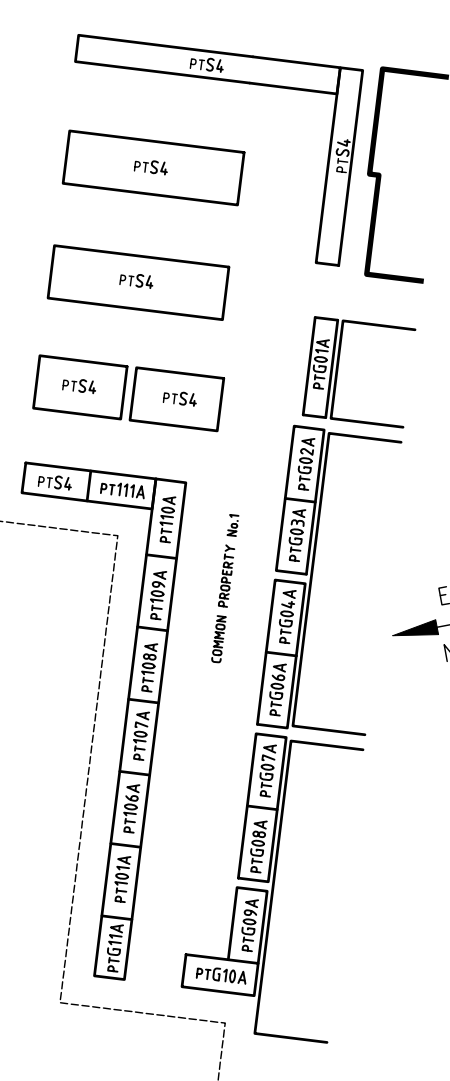 PTS4
PTS4
PTS4
PTS4
PTS4
PTS4
PTG01A
PTG02A
PTS4
PT111A
PT110A
PTG03A
COMMON PROPERTY No.1
PT109A
E
PTG04A
N
PT108A
PTG06A
PT107A
PTG07A
PT106A
PTG08A
PT101A
PTG09A
PTG11A
PTG10A